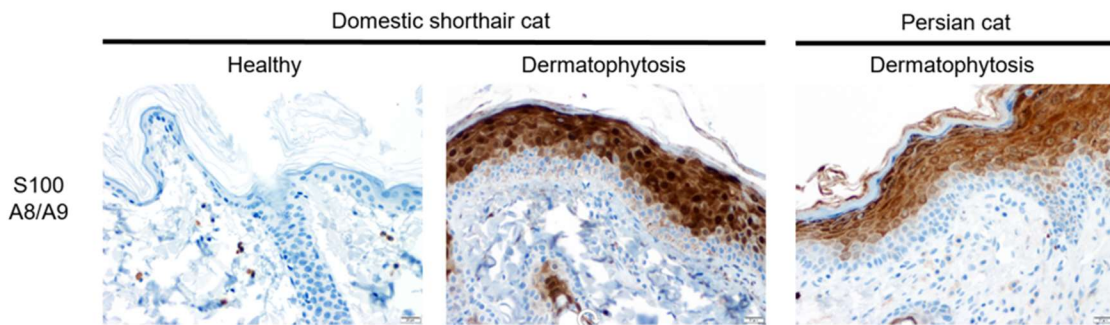 Domestic shorthair cat
Persian cat
Healthy
Dermatophytosis
Dermatophytosis
S100
A8/A9